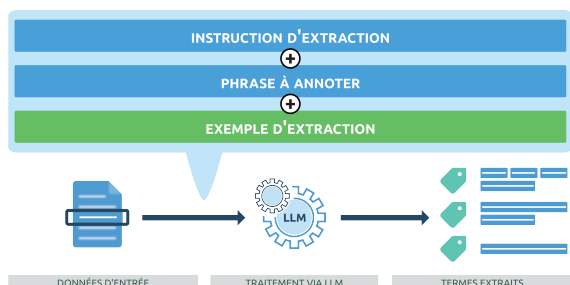 INSTRUCTION D'EXTRACTION
PHRASE À ANNOTER
EXEMPLE D'EXTRACTION
LLM
DONNÉES D'ENTRÉE
TRAITEMENT VIA LLM
TERMES EXTRAITS